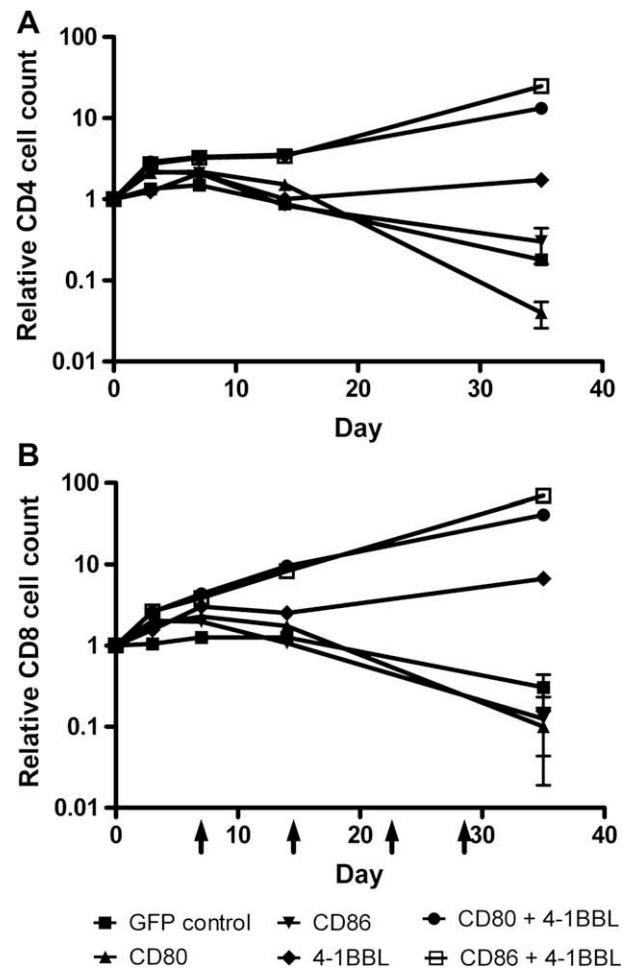 A
Relative CD4 cell count
100
10
1
0.1
0.01
0 10 20 30 40
Day
B
Relative CD8 cell count
100
10
1
0.1
0.01
0 10 20 30 40
Day
GFP control CD86 CD80 + 4-1BBL
CD80 4-1BBL CD86 + 4-1BBL